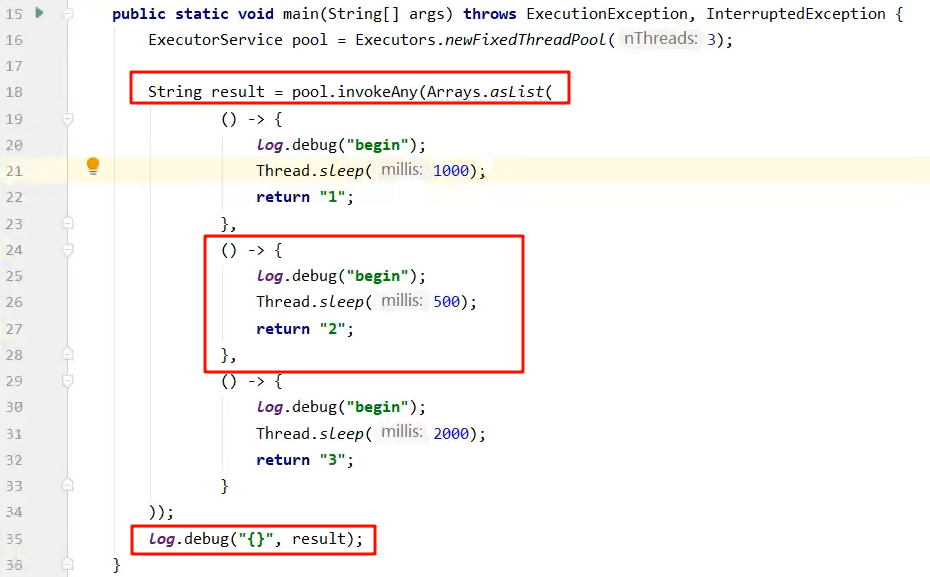 15 public static void main(String[] args) throws ExecutionException, InterruptedException {
16 ExecutorService pool = Executors.newFixedThreadPool( nThreads: 3);
17
18 String result = pool.invokeAny(Arrays.asList(
19 () -> {
20 log.debug("begin");
21 Thread.sleep( millis: 1000);
22 return "1";
23 },
24 () -> {
25 log.debug("begin");
26 Thread.sleep( millis: 500);
27 return "2";
28 },
29 () -> {
30 log.debug("begin");
31 Thread.sleep( millis: 2000);
32 return "3";
33 }
34 ));
35 log.debug("{}", result);
36 }